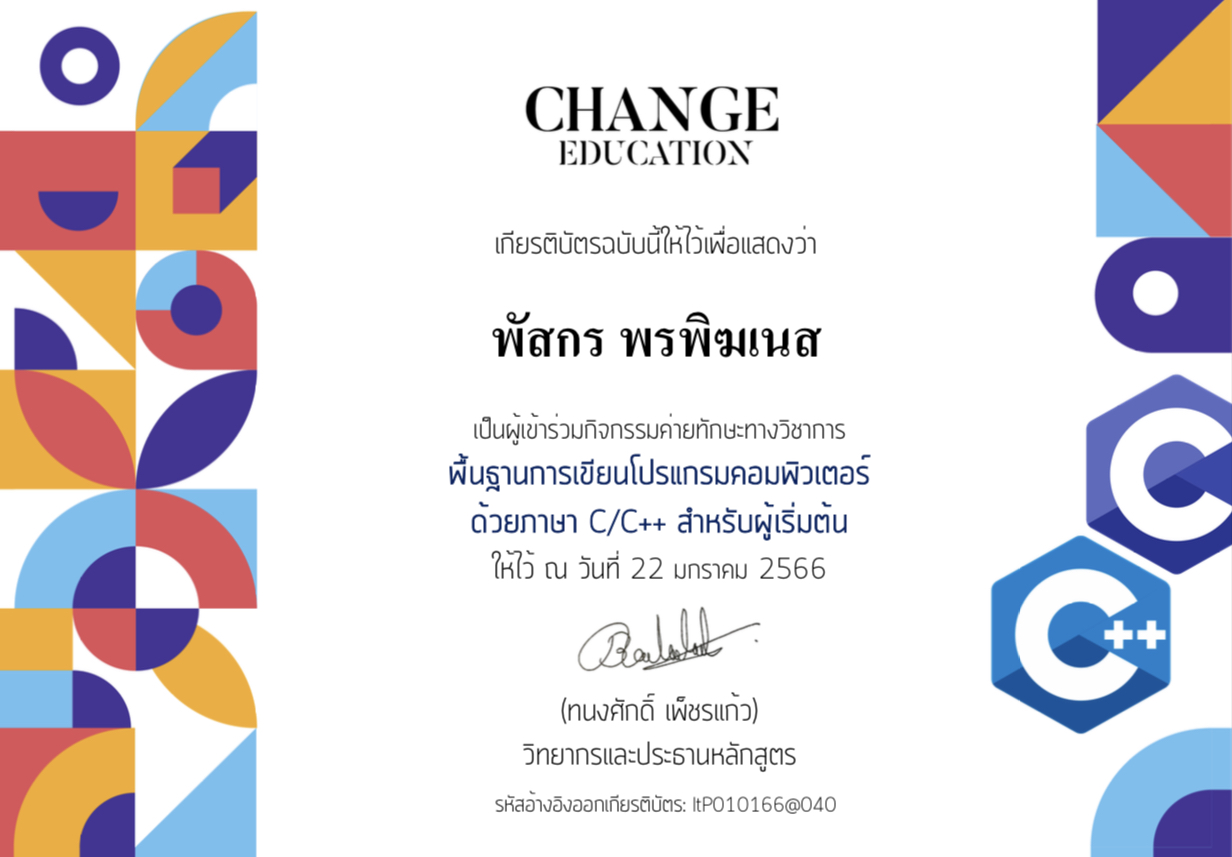 CHANGE
EDUCATION
เกียรติบัตรฉบับนี้ให้ไว้เพื่อแสดงว่า
พัสกร พรพิฆเนส
เป็นผู้เข้าร่วมกิจกรรมค่ายทักษะทางวิชาการ
พื้นฐานการเขียนโปรแกรมคอมพิวเตอร์
ด้วยภาษา C/C++ สำหรับผู้เริ่มต้น
ให้ไว้ ณ วันที่ 22 มกราคม 2566
(ทนงศักดิ์ เพ็ชรแก้ว)
วิทยากรและประธานหลักสูตร
รหัสอ้างอิงออกเกียรติบัตร: ItP010166@040
C
C++